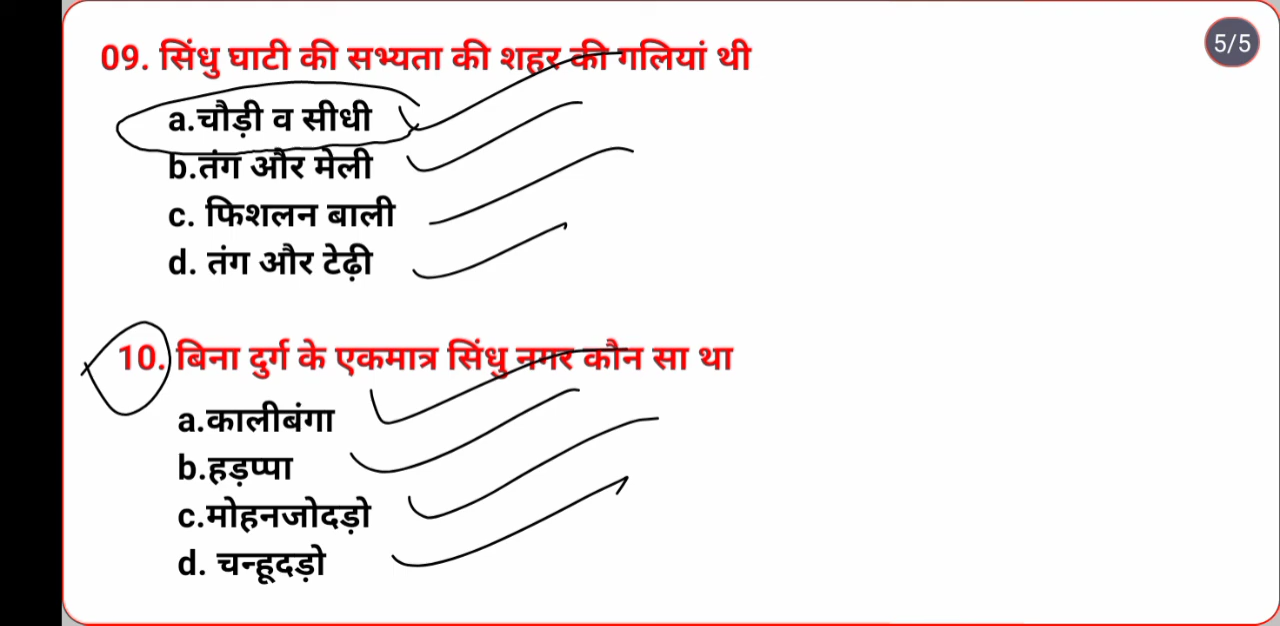 5/5
09. सिंधु घाटी की सभ्यता की शहर की गलियां थी
a.चौड़ी व सीधी
b.तंग और मेली
c. फिशलन बाली
d. तंग और टेढ़ी
10. बिना दुर्ग के एकमात्र सिंधु नगर कौन सा था
a.कालीबंगा
b.हड़प्पा
c.मोहनजोदड़ो
d. चन्हूदड़ो